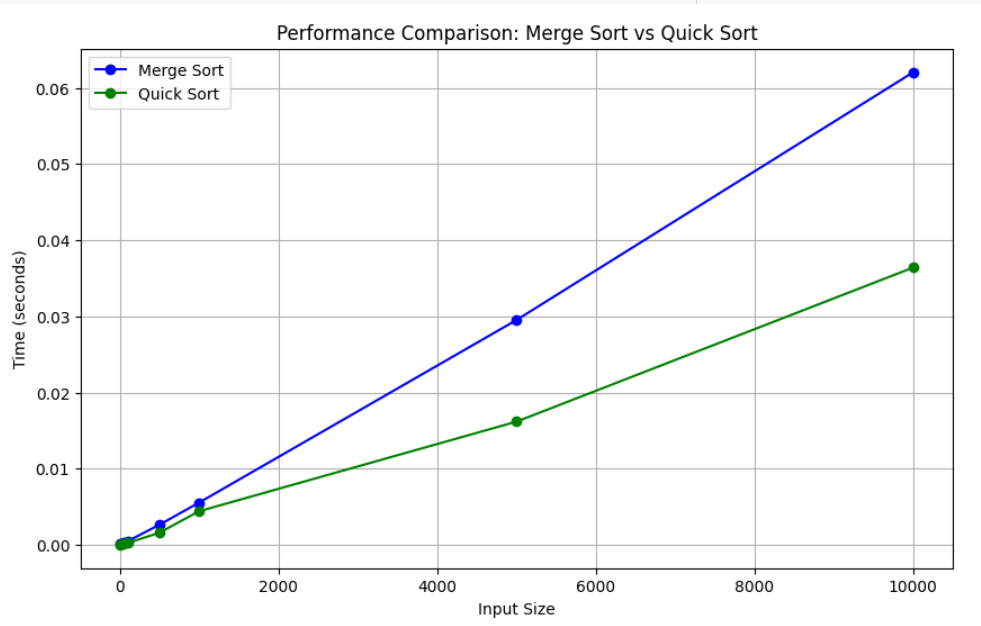 Performance Comparison: Merge Sort vs Quick Sort
Merge Sort
Quick Sort
0.06
0.05
0.04
0.03
0.02
0.01
0.00
Time (seconds)
0 2000 4000 6000 8000 10000
Input Size